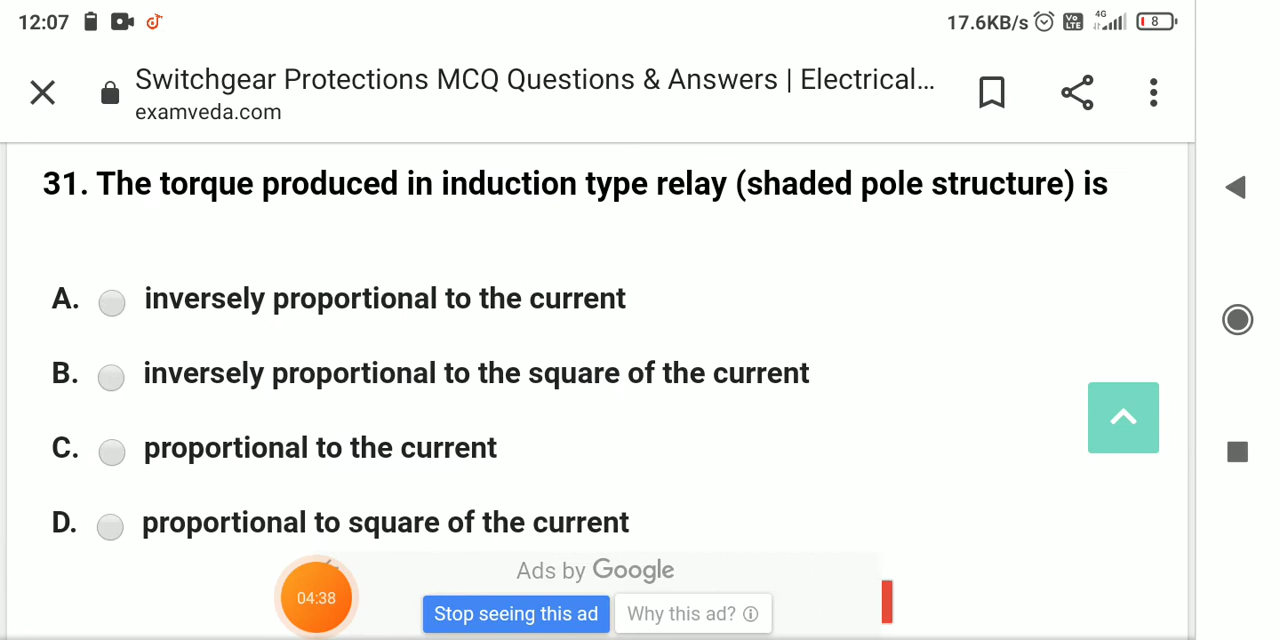 12:07
17.6KB/s Vo LTE 4G 8
Switchgear Protections MCQ Questions & Answers | Electrical...
examveda.com
31. The torque produced in induction type relay (shaded pole structure) is
A. inversely proportional to the current
B. inversely proportional to the square of the current
C. proportional to the current
D. proportional to square of the current
Ads by Google
04:38
Stop seeing this ad Why this ad?